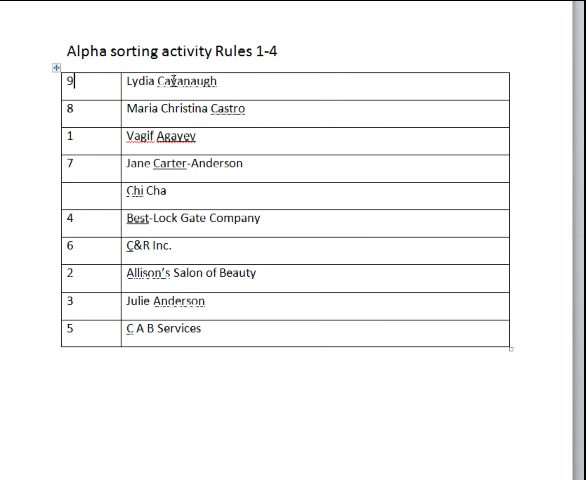 Alpha sorting activity Rules 1-4
9 Lydia Cavanaugh
8 Maria Christina Castro
1 Vagif Agayev
7 Jane Carter-Anderson
Chi Cha
4 Best-Lock Gate Company
6 C&R Inc.
2 Allison's Salon of Beauty
3 Julie Anderson
5 C A B Services